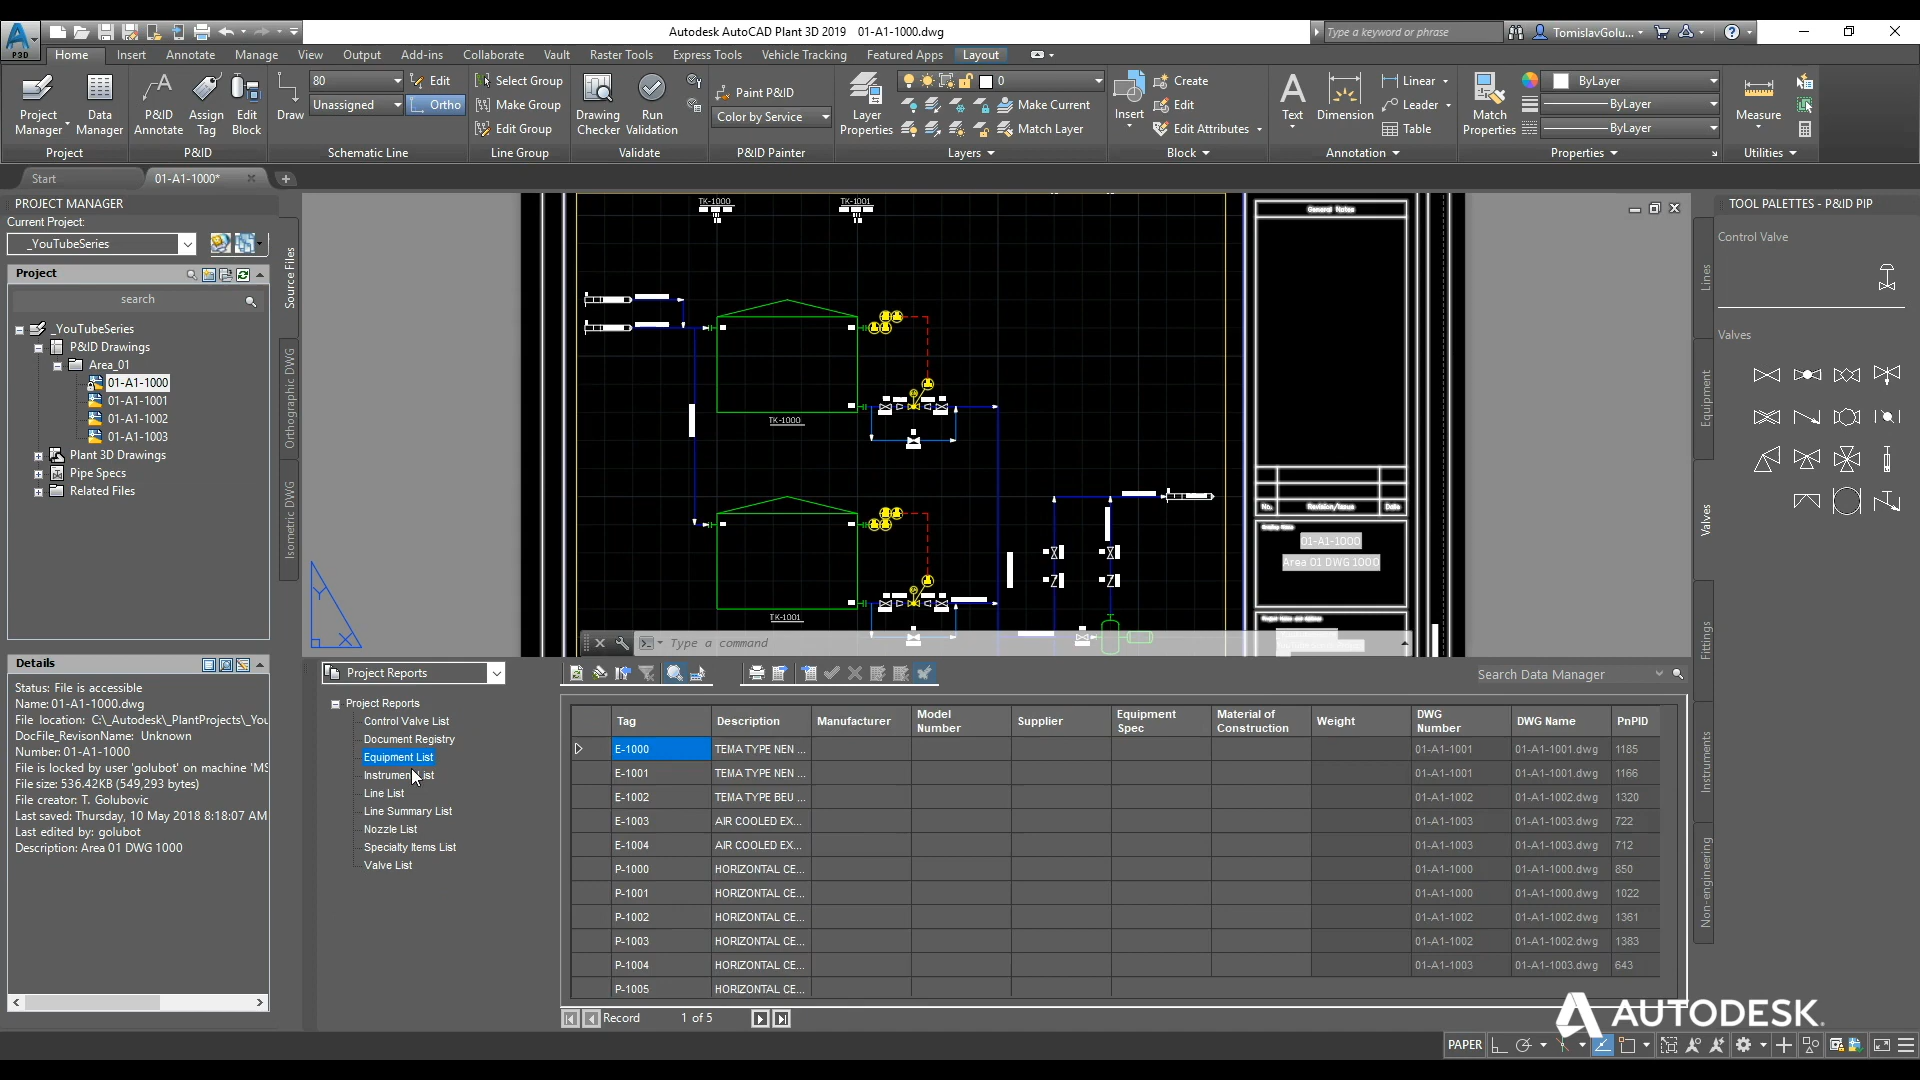 Autodesk AutoCAD Plant 3D 2019 01-A1-1000.dwg
Type a keyword or phrase
TomislavGolu...
P3D
Home Insert Annotate Manage View Output Add-ins Collaborate Vault Raster Tools Express Tools Vehicle Tracking Featured Apps Layout
Project Manager
Data Manager
Project
P&ID Annotate
Assign Tag
Edit Block
P&ID
Draw
80
Unassigned
Edit
Ortho
Schematic Line
Select Group
Make Group
Edit Group
Line Group
Drawing Checker
Run Validation
Validate
Paint P&ID
Color by Service
P&ID Painter
Layer Properties
0
Make Current
Match Layer
Layers
Insert
Create
Edit
Edit Attributes
Block
Text
Dimension
Linear
Leader
Table
Annotation
Match Properties
ByLayer
ByLayer
ByLayer
Properties
Measure
Utilities
Start
01-A1-1000*
PROJECT MANAGER
Current Project:
_YouTubeSeries
Project
search
_YouTubeSeries
P&ID Drawings
Area_01
01-A1-1000
01-A1-1001
01-A1-1002
01-A1-1003
Plant 3D Drawings
Pipe Specs
Related Files
Source Files
Orthographic DWG
Isometric DWG
Details
Status: File is accessible
Name: 01-A1-1000.dwg
File location: C:\_Autodesk\_PlantProjects\_You
DocFile_RevisonName: Unknown
Number: 01-A1-1000
File is locked by user 'golubot' on machine 'MS
File size: 536.42KB (549,293 bytes)
File creator: T. Golubovic
Last saved: Thursday, 10 May 2018 8:18:07 AM
Last edited by: golubot
Description: Area 01 DWG 1000
TK-1000
TK-1001
TK-1000
TK-1001
General Notes
No. Revision/Issue Date
01-A1-1000
Area 01 DWG 1000
Y
X
Type a command
TOOL PALETTES - P&ID PIP
Control Valve
Valves
Lines
Equipment
Valves
Fittings
Instruments
Non-engineering
Project Reports
Search Data Manager
Project Reports
Control Valve List
Document Registry
Equipment List
Instrument List
Line List
Line Summary List
Nozzle List
Specialty Items List
Valve List
Tag Description Manufacturer Model Number Supplier Equipment Spec Material of Construction Weight DWG Number DWG Name PnPID
E-1000 TEMA TYPE NEN ... 01-A1-1001 01-A1-1001.dwg 1185
E-1001 TEMA TYPE NEN ... 01-A1-1001 01-A1-1001.dwg 1166
E-1002 TEMA TYPE BEU ... 01-A1-1002 01-A1-1002.dwg 1320
E-1003 AIR COOLED EX... 01-A1-1003 01-A1-1003.dwg 722
E-1004 AIR COOLED EX... 01-A1-1003 01-A1-1003.dwg 712
P-1000 HORIZONTAL CE... 01-A1-1000 01-A1-1000.dwg 850
P-1001 HORIZONTAL CE... 01-A1-1000 01-A1-1000.dwg 1022
P-1002 HORIZONTAL CE... 01-A1-1002 01-A1-1002.dwg 1361
P-1003 HORIZONTAL CE... 01-A1-1002 01-A1-1002.dwg 1383
P-1004 HORIZONTAL CE... 01-A1-1003 01-A1-1003.dwg 643
P-1005 HORIZONTAL CE...
Record 1 of 5
AUTODESK.
PAPER